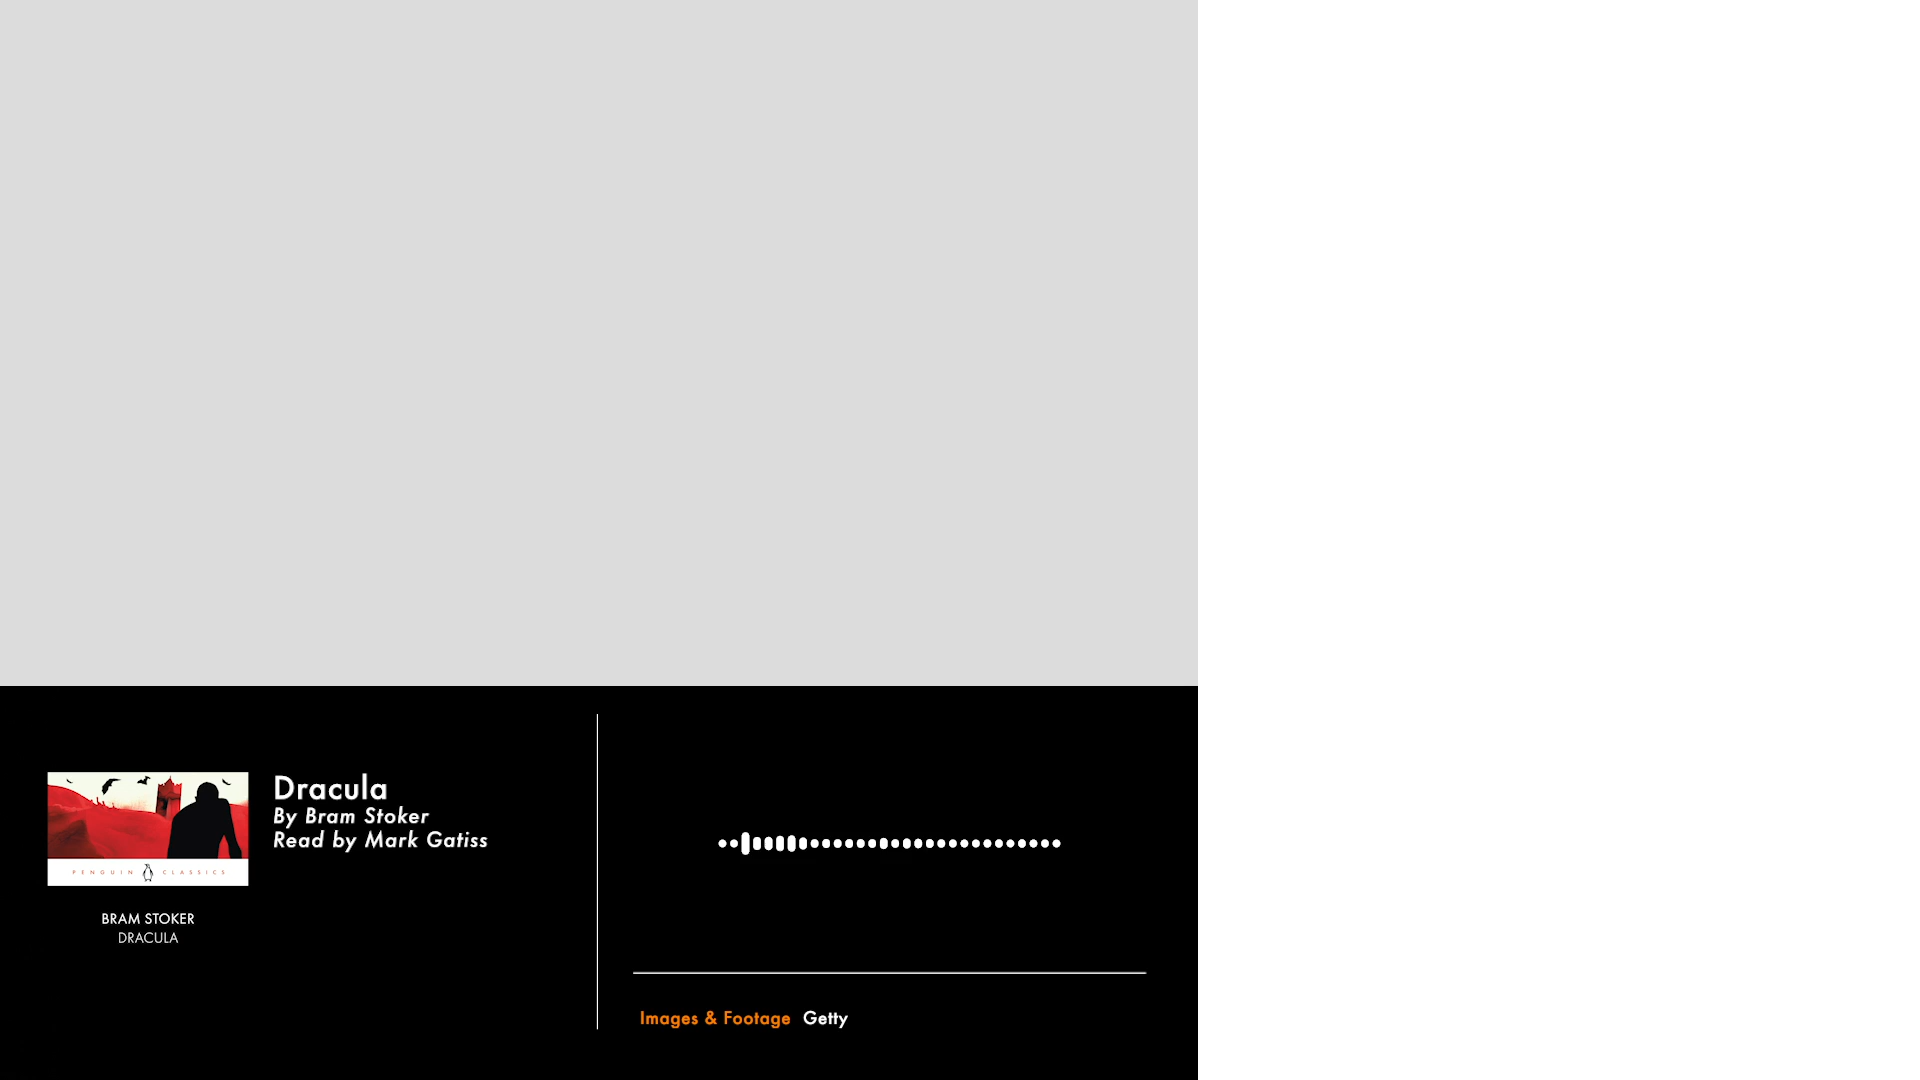 Dracula
By Bram Stoker
Read by Mark Gatiss
PENGUIN CLASSICS
BRAM STOKER
DRACULA
Images & Footage Getty